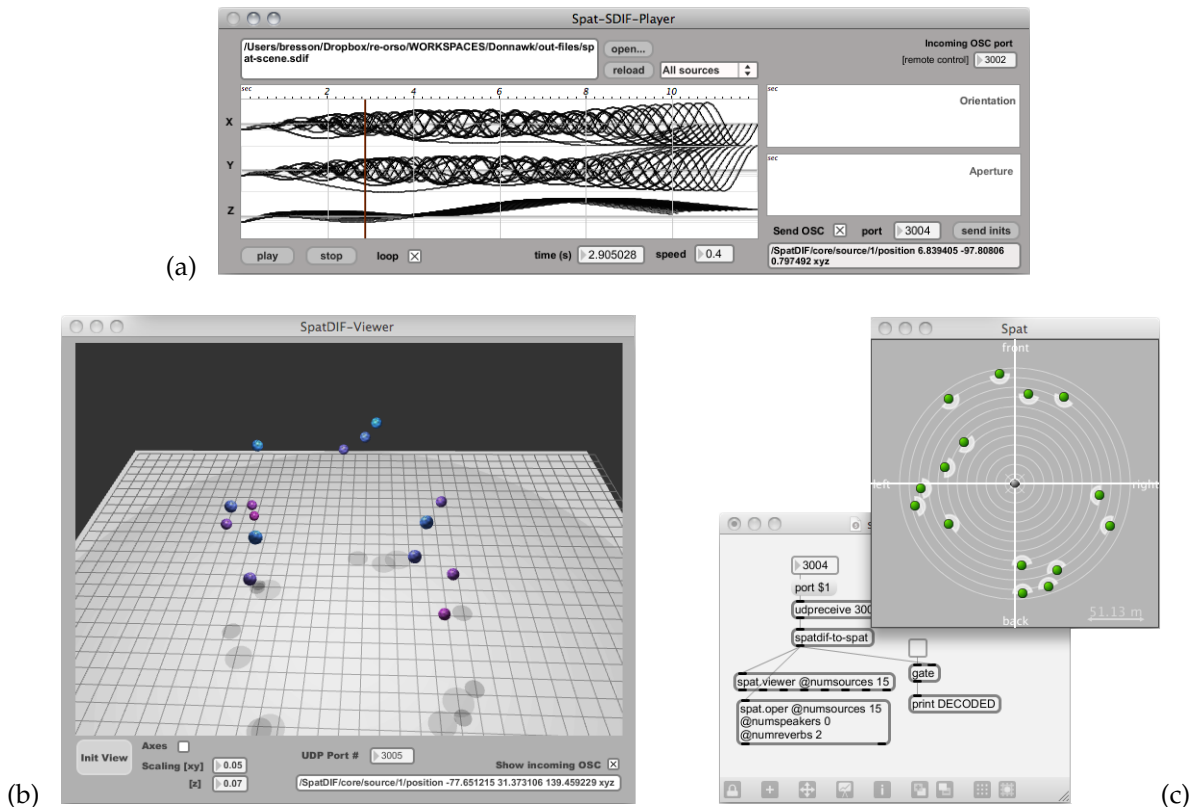 Spat-SDIF-Player
/Users/bresson/Dropbox/re-orso/WORKSPACES/Donnawk/out-files/sp
at-scene.sdif
open...
reload
All sources
Incoming OSC port
[remote control]
3002
sec
2
4
6
8
10
X
Y
Z
sec
Orientation
sec
Aperture
Send OSC
port
3004
send inits
play
stop
loop
time (s)
2.905028
speed
0.4
/SpatDIF/core/source/1/position 6.839405 -97.80806
0.797492 xyz
(a)
SpatDIF-Viewer
Init View
Axes
Scaling [xy]
0.05
[z]
0.07
UDP Port #
3005
Show incoming OSC
/SpatDIF/core/source/1/position -77.651215 31.373106 139.459229 xyz
(b)
Spat
front
left
right
back
51.13 m
3004
port $1
udpreceive
spatdif-to-spat
spat.viewer @numsources 15
spat.oper @numsources 15
@numspeakers 0
@numreverbs 2
gate
print DECODED
(c)